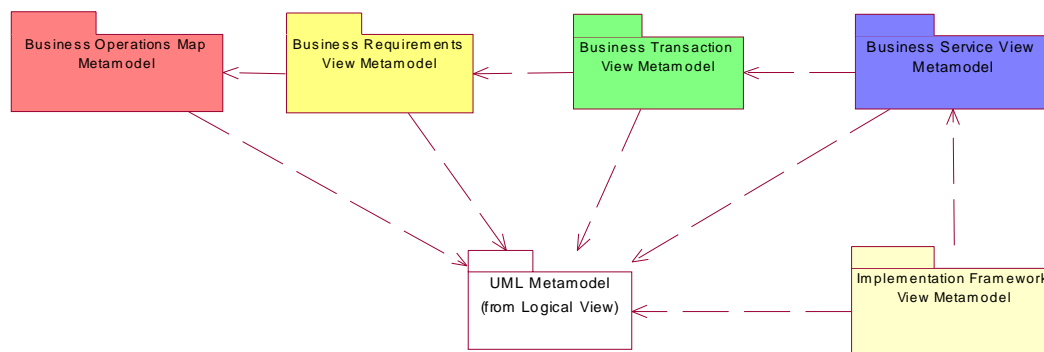 Business Operations Map
Metamodel
Business Requirements
View Metamodel
Business Transaction
View Metamodel
Business Service View
Metamodel
UML Metamodel
(from Logical View)
Implementation Framework
View Metamodel